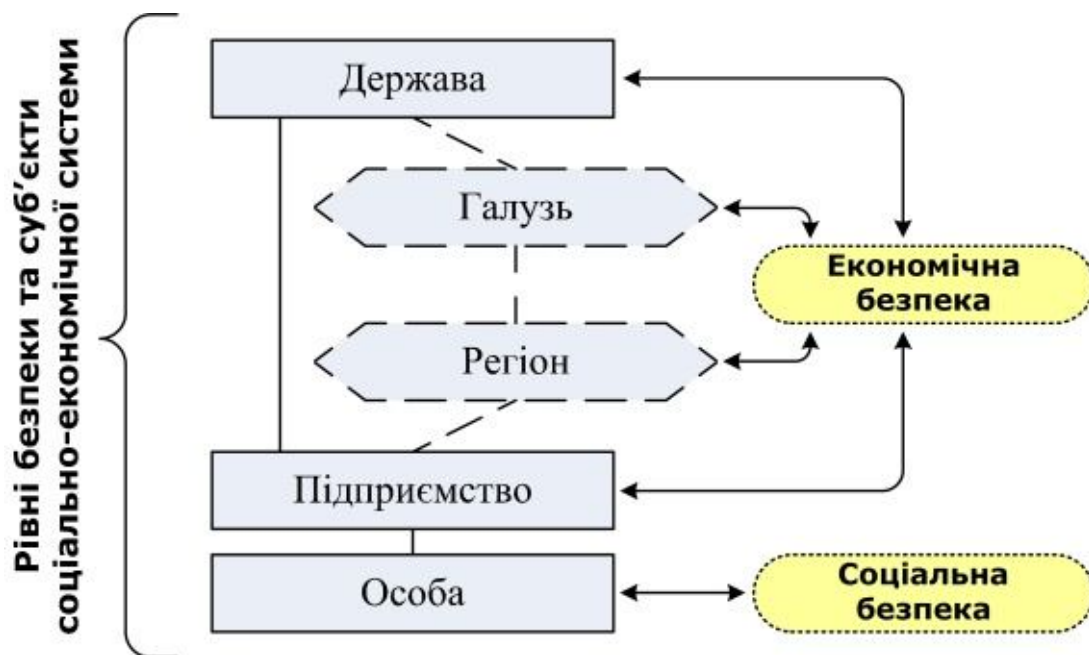 Рівні безпеки та суб’єкти
соціально-економічної системи
Держава
Галузь
Економічна
безпека
Регіон
Підприємство
Особа
Соціальна
безпека